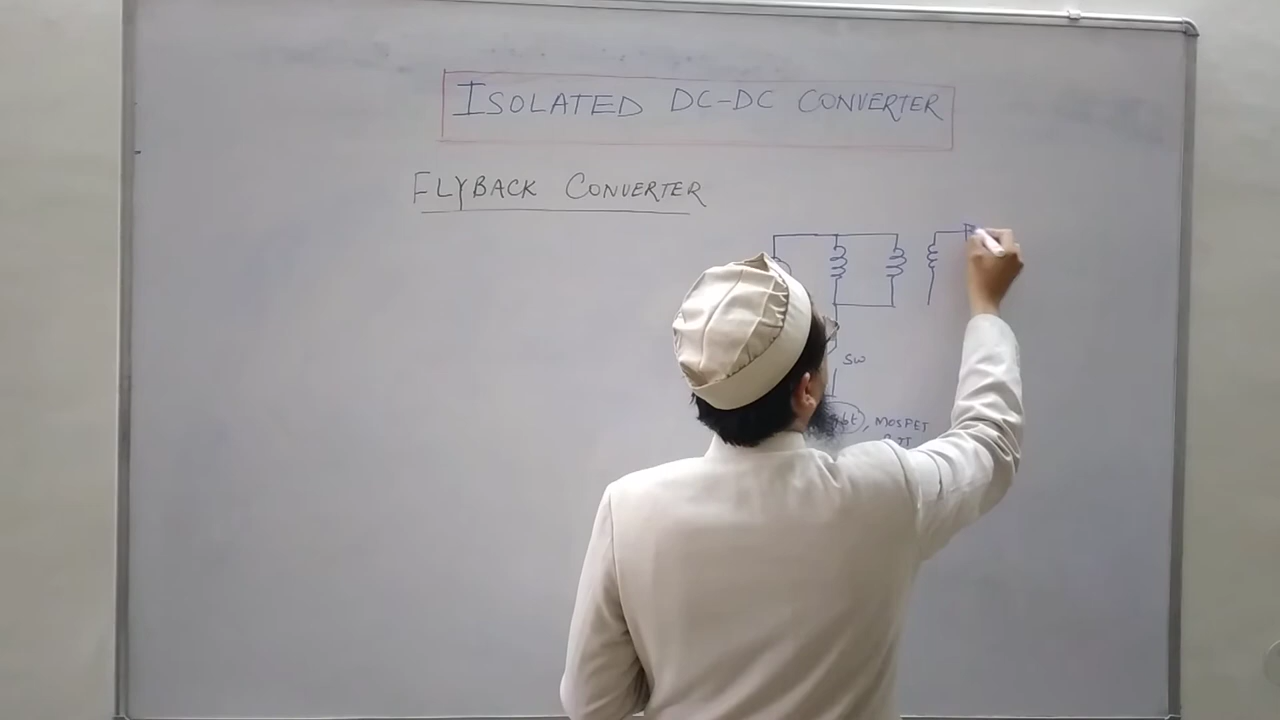 ISOLATED DC-DC CONVERTER
FLYBACK CONVERTER
SW
, MOSFET